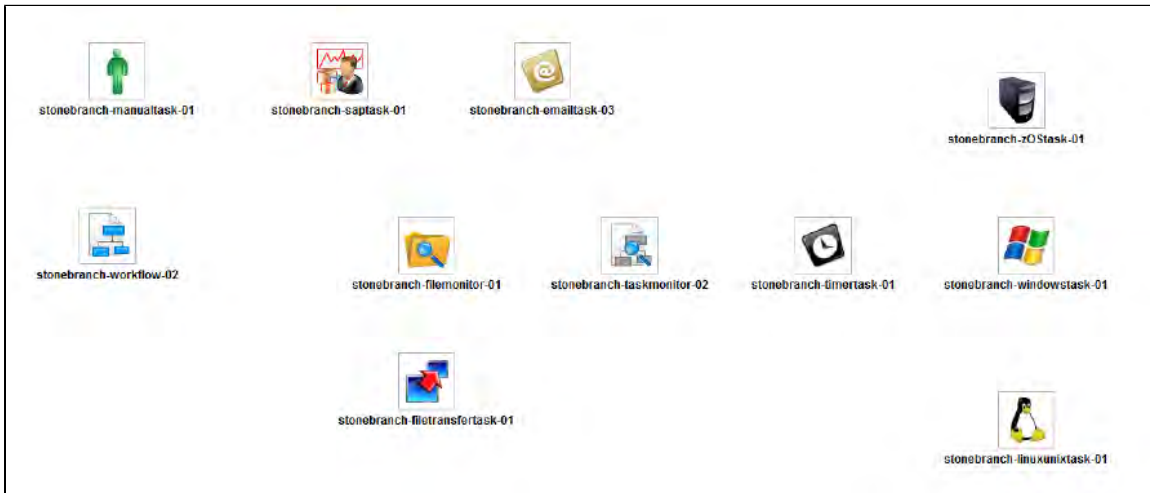 stonebranch-manualtask-01
stonebranch-saptask-01
stonebranch-emailtask-03
stonebranch-zOStask-01
stonebranch-workflow-02
stonebranch-filemonitor-01
stonebranch-taskmonitor-02
stonebranch-timertask-01
stonebranch-windowstask-01
stonebranch-filetransfertask-01
stonebranch-linuxunixtask-01